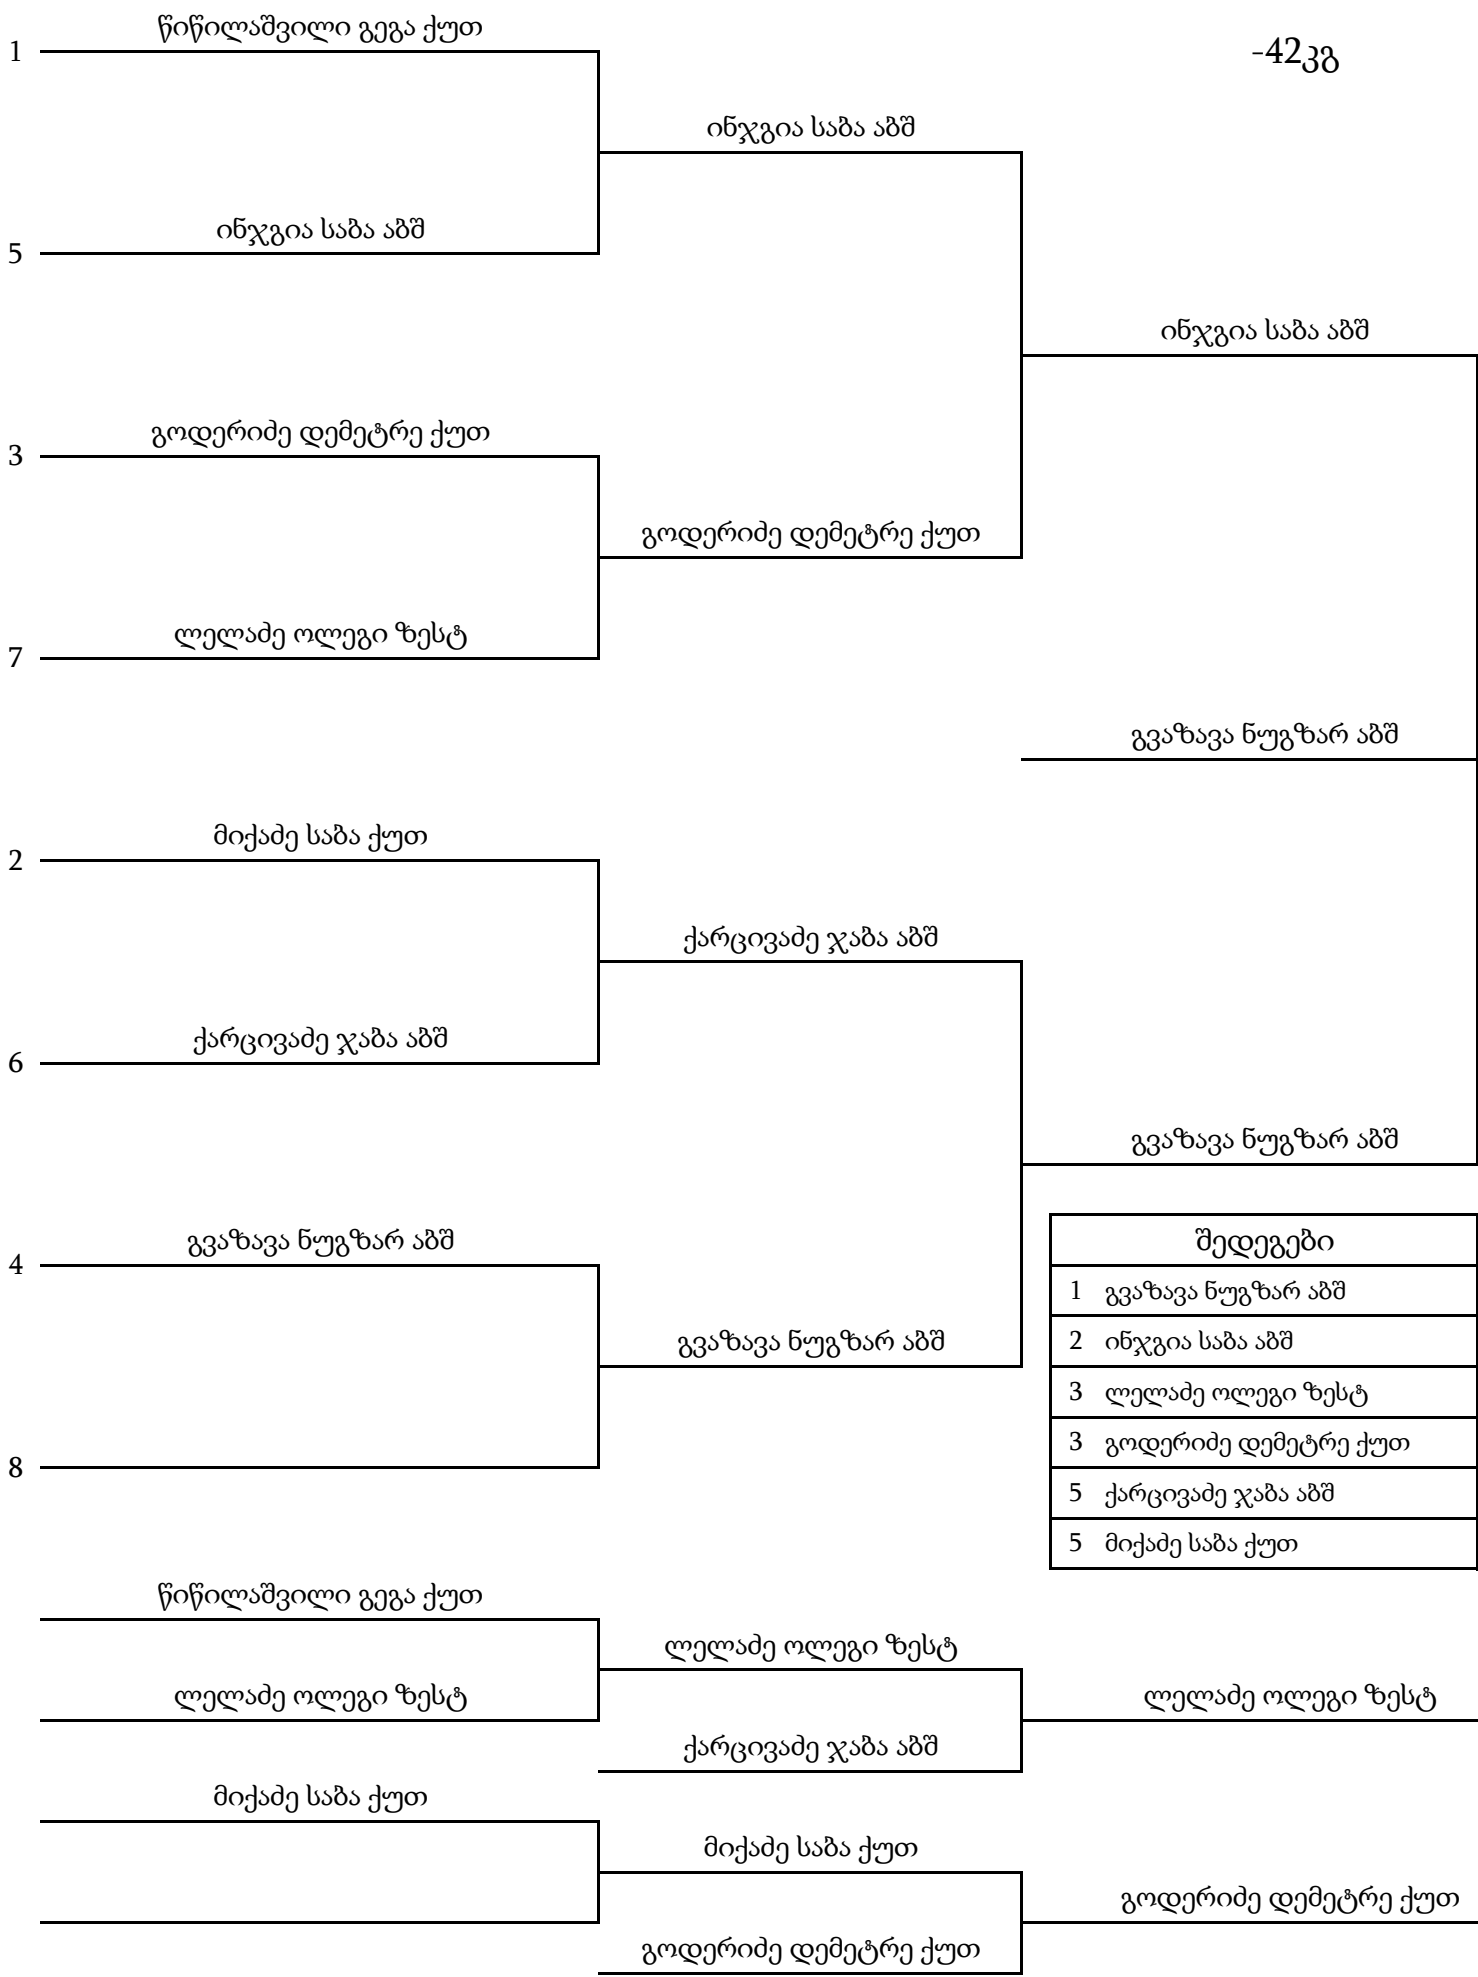 წიწილაშვილი გეგა ქუთ
1
-42კგ
ინჯგია საბა აბშ
ინჯგია საბა აბშ
5
ინჯგია საბა აბშ
გოდერიძე დემეტრე ქუთ
3
გოდერიძე დემეტრე ქუთ
ლელაძე ოლეგი ზესტ
7
გვაზავა ნუგზარ აბშ
მიქაძე საბა ქუთ
2
ქარცივაძე ჯაბა აბშ
ქარცივაძე ჯაბა აბშ
6
გვაზავა ნუგზარ აბშ
გვაზავა ნუგზარ აბშ
4
გვაზავა ნუგზარ აბშ
8
შედეგები
1 გვაზავა ნუგზარ აბშ
2 ინჯგია საბა აბშ
3 ლელაძე ოლეგი ზესტ
3 გოდერიძე დემეტრე ქუთ
5 ქარცივაძე ჯაბა აბშ
5 მიქაძე საბა ქუთ
წიწილაშვილი გეგა ქუთ
ლელაძე ოლეგი ზესტ
ლელაძე ოლეგი ზესტ
ლელაძე ოლეგი ზესტ
ქარცივაძე ჯაბა აბშ
მიქაძე საბა ქუთ
მიქაძე საბა ქუთ
გოდერიძე დემეტრე ქუთ
გოდერიძე დემეტრე ქუთ